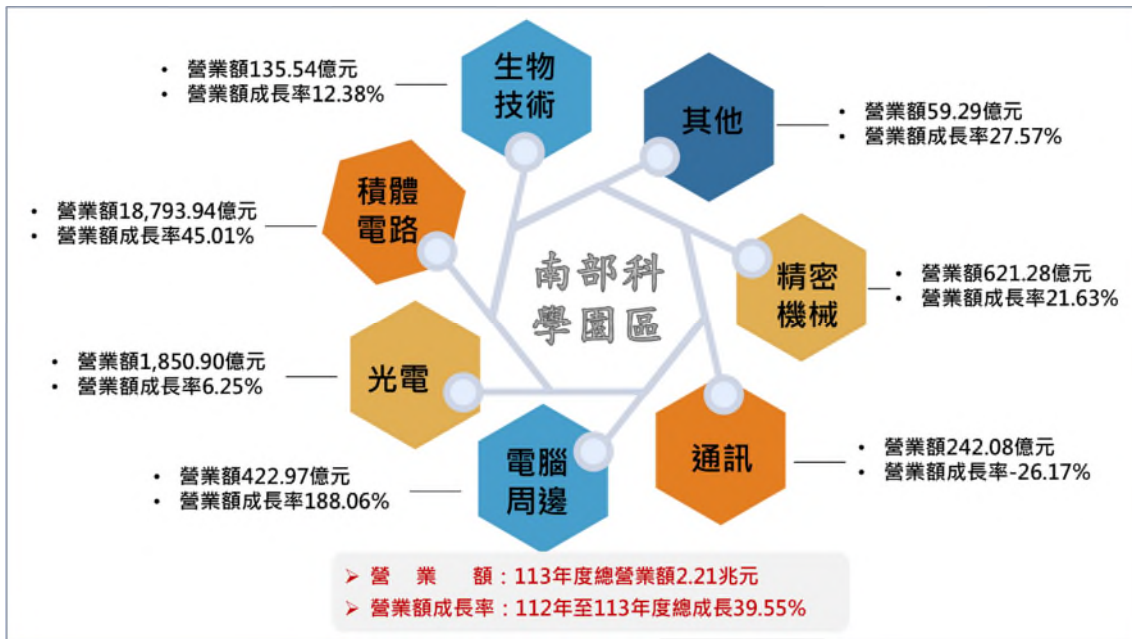 生物
技術
• 營業額135.54億元
• 營業額成長率12.38%
其他
• 營業額59.29億元
• 營業額成長率27.57%
積體
電路
• 營業額18,793.94億元
• 營業額成長率45.01%
南部科
學園區
精密
機械
• 營業額621.28億元
• 營業額成長率21.63%
光電
• 營業額1,850.90億元
• 營業額成長率6.25%
電腦
周邊
• 營業額422.97億元
• 營業額成長率188.06%
通訊
• 營業額242.08億元
• 營業額成長率-26.17%
➢ 營業額：113年度總營業額2.21兆元
➢ 營業額成長率：112年至113年度總成長39.55%